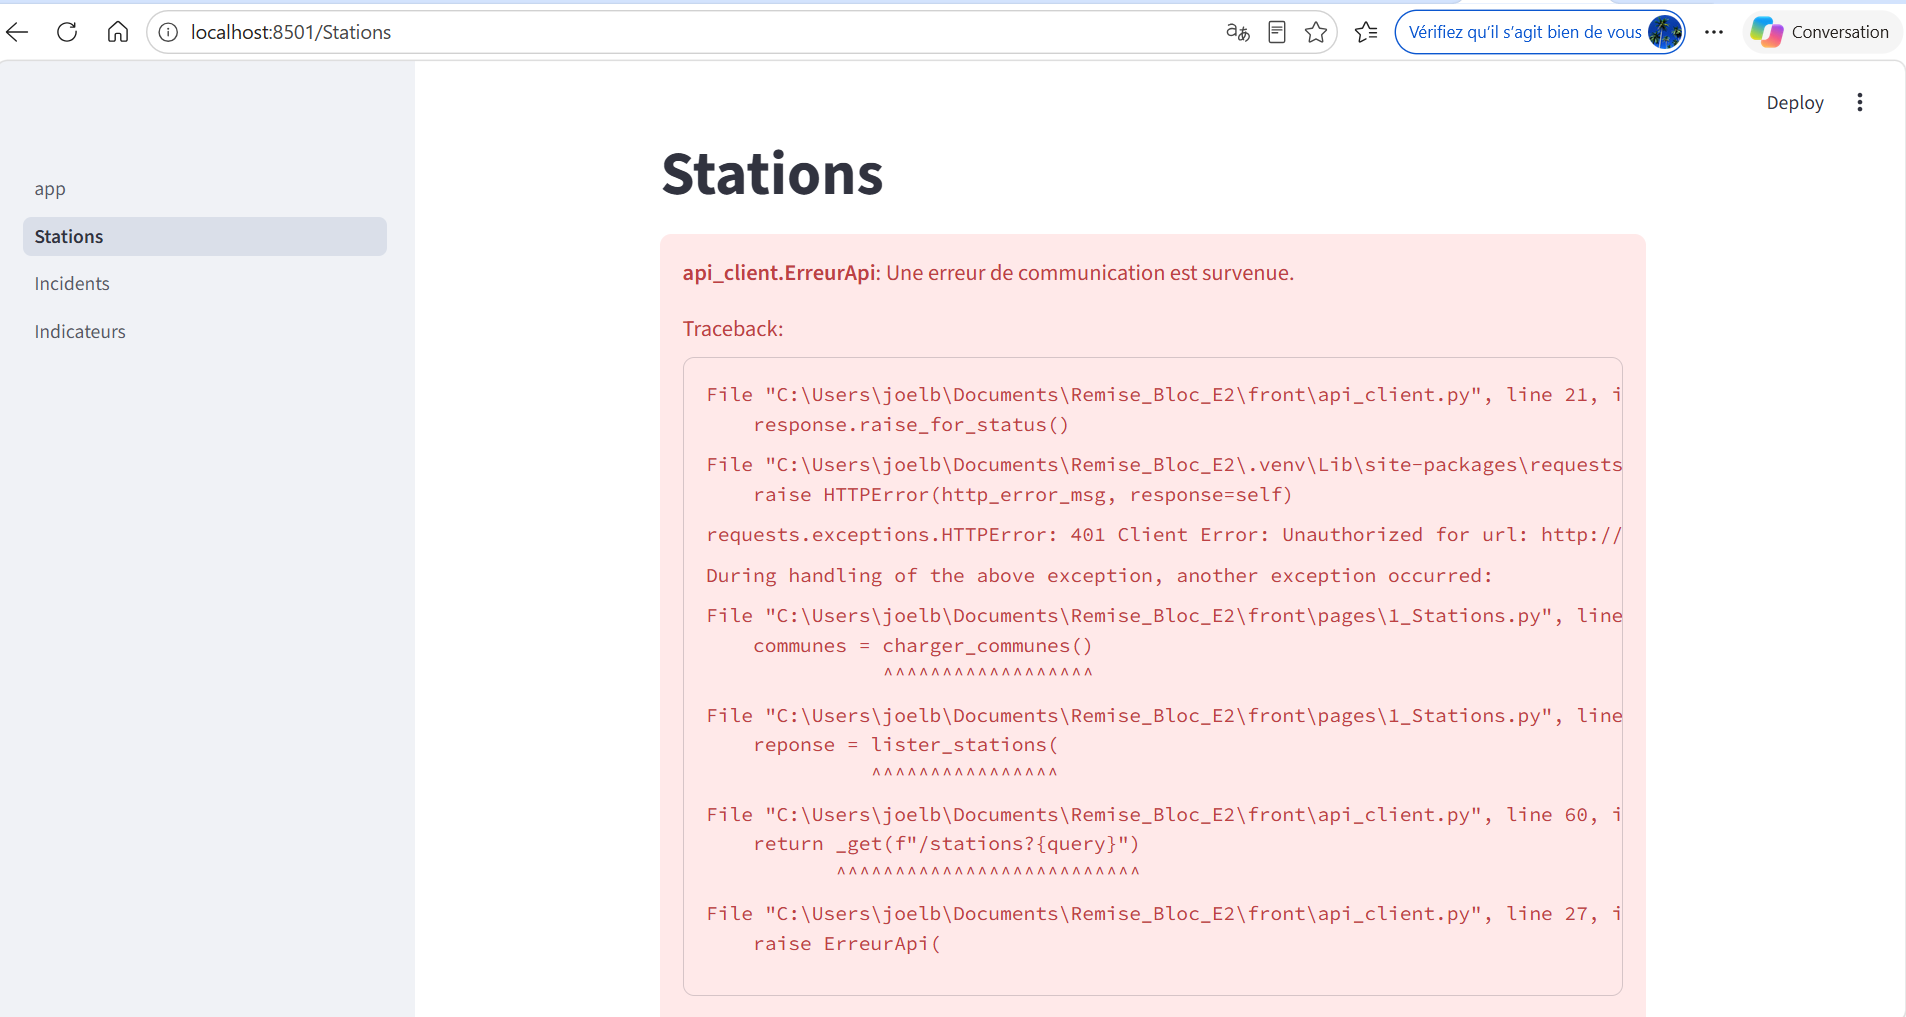 localhost:8501/Stations
Vérifiez qu'il s'agit bien de vous
Conversation
Deploy
app
Stations
Incidents
Indicateurs
Stations
api_client.ErreurApi: Une erreur de communication est survenue.
Traceback:
File "C:\Users\joelb\Documents\Remise_Bloc_E2\front\api_client.py", line 21, i
response.raise_for_status()
File "C:\Users\joelb\Documents\Remise_Bloc_E2\.venv\Lib\site-packages\requests
raise HTTPError(http_error_msg, response=self)
requests.exceptions.HTTPError: 401 Client Error: Unauthorized for url: http://
During handling of the above exception, another exception occurred:
File "C:\Users\joelb\Documents\Remise_Bloc_E2\front\pages\1_Stations.py", line
communes = charger_communes()
^^^^^^^^^^^^^^^^^^
File "C:\Users\joelb\Documents\Remise_Bloc_E2\front\pages\1_Stations.py", line
reponse = lister_stations(
^^^^^^^^^^^^^^^^
File "C:\Users\joelb\Documents\Remise_Bloc_E2\front\api_client.py", line 60, i
return _get(f"/stations?{query}")
^^^^^^^^^^^^^^^^^^^^^^^^^^
File "C:\Users\joelb\Documents\Remise_Bloc_E2\front\api_client.py", line 27, i
raise ErreurApi(